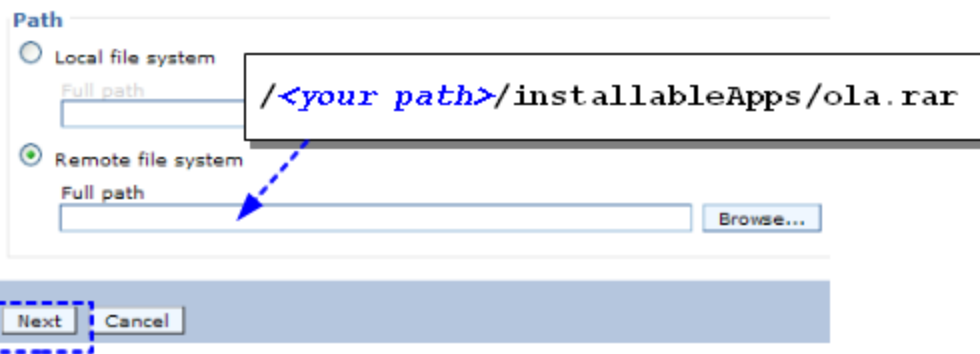 Path
Local file system
Full path
/<your path>/installableApps/ola.rar
Remote file system
Full path
Browse...
Next Cancel